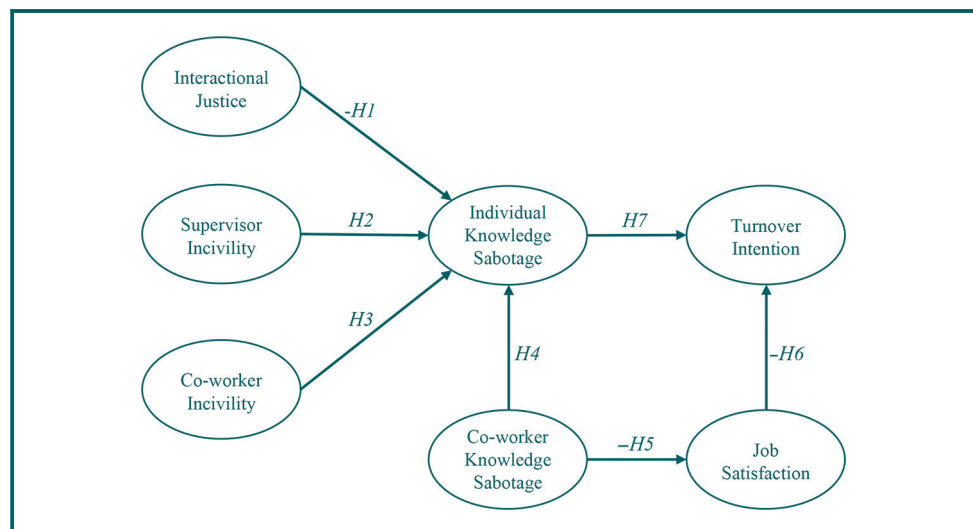 Interactional
Justice
-H1
Supervisor
Incivility
H2
Individual
Knowledge
Sabotage
H7
Turnover
Intention
H3
Co-worker
Incivility
H4
–H6
Co-worker
Knowledge
Sabotage
–H5
Job
Satisfaction